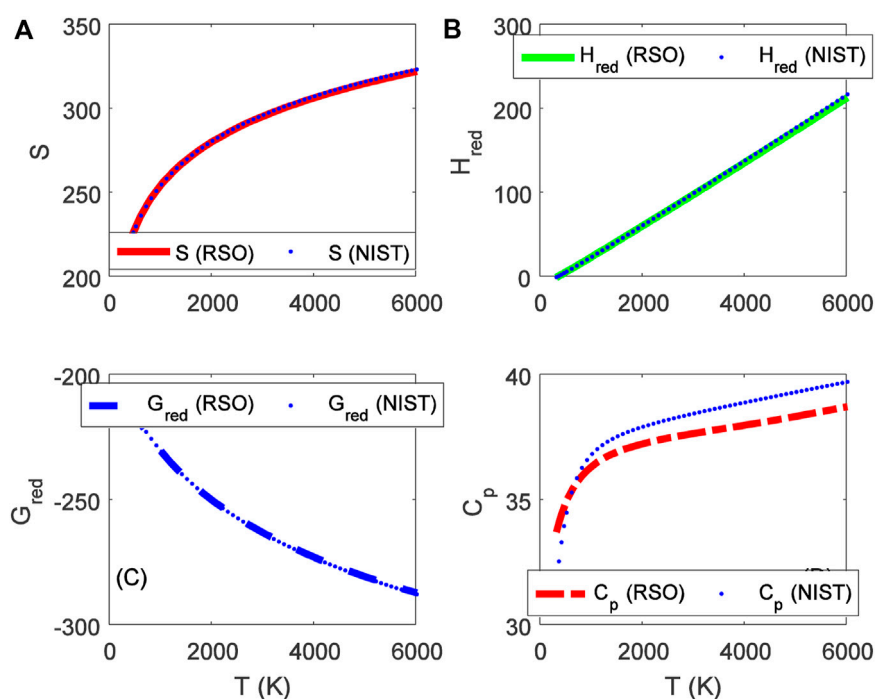 A
350
300
S
250
200
S (RSO) S (NIST)
0 2000 4000 6000
B
300
H_red (RSO) H_red (NIST)
200
H_red
100
0
0 2000 4000 6000
-200
G_red (RSO) G_red (NIST)
G_red
-250
(C)
-300
0 2000 4000 6000
T (K)
40
C_p
35
C_p (RSO) C_p (NIST)
30
0 2000 4000 6000
T (K)